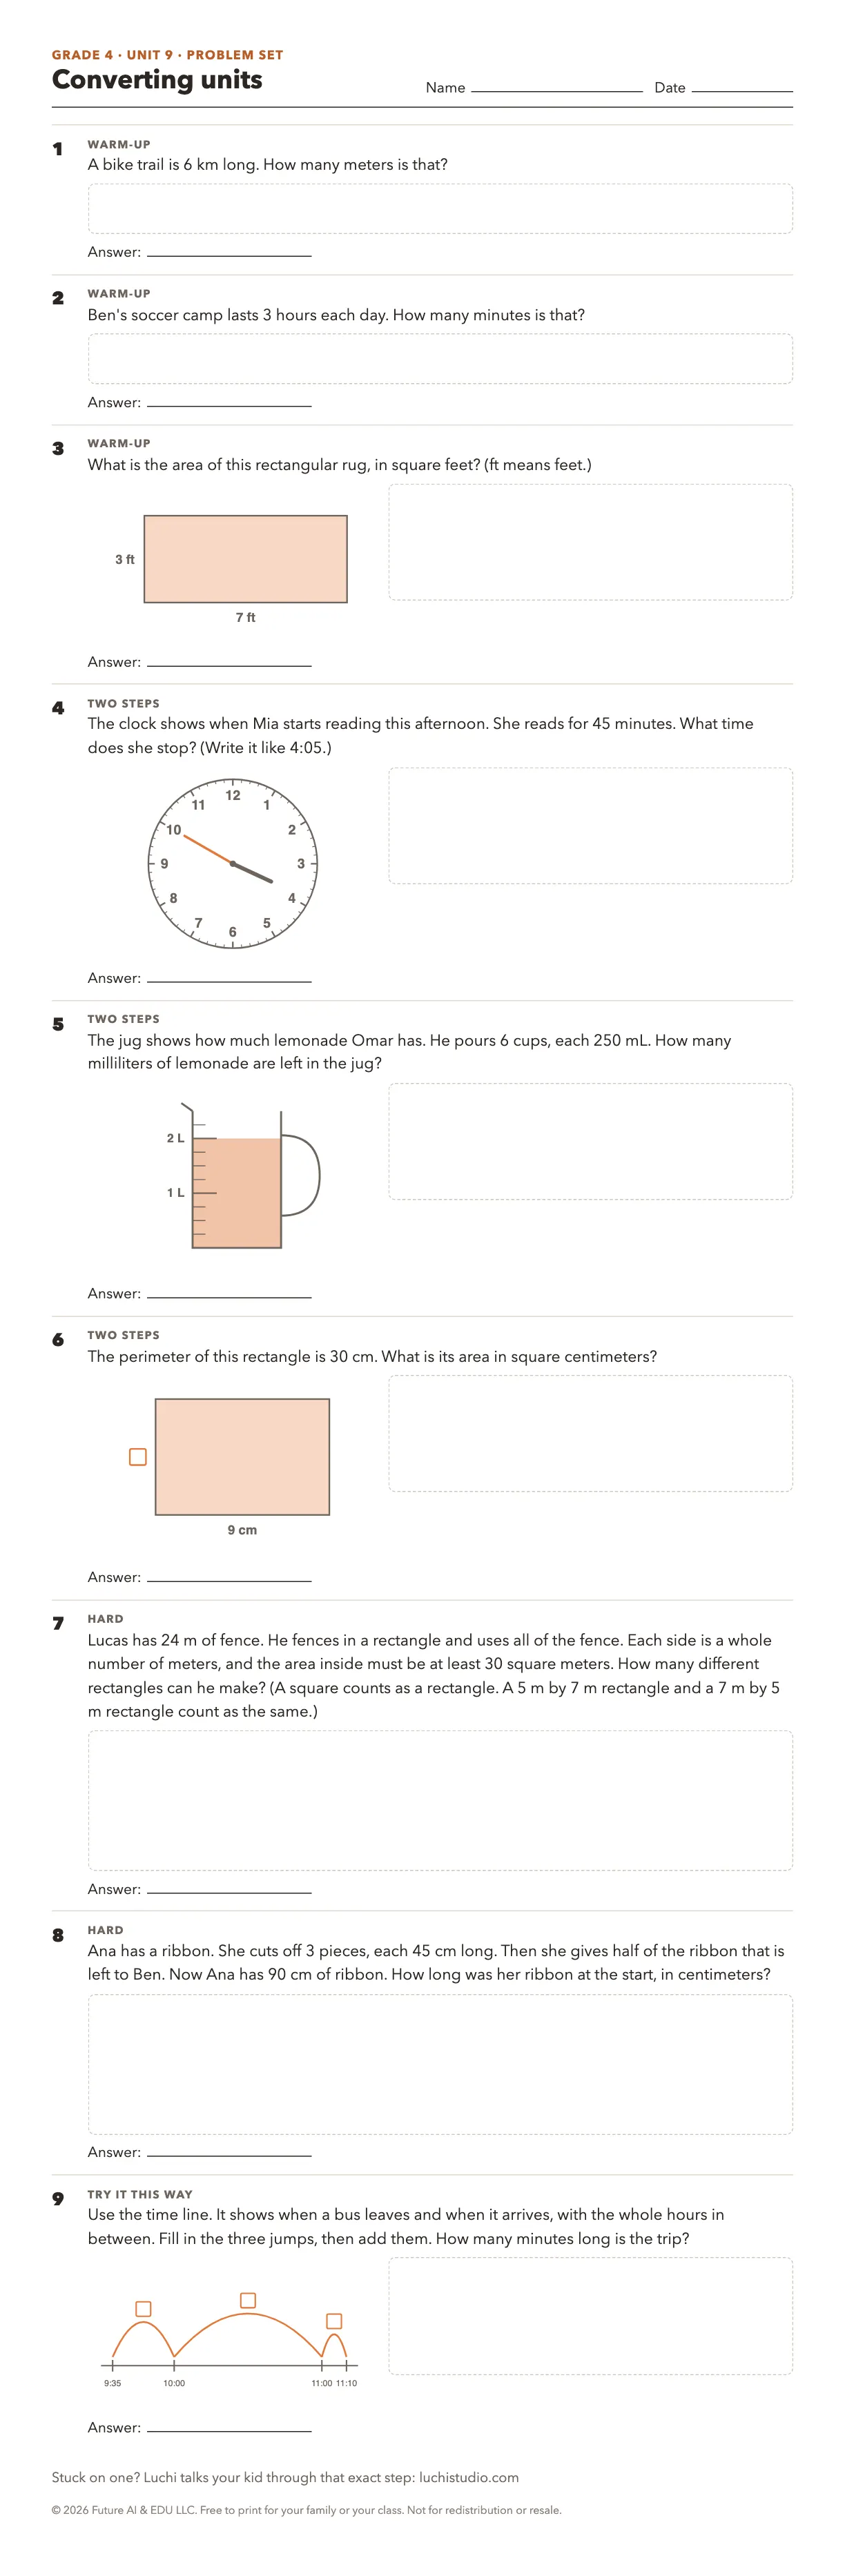 GRADE 4 · UNIT 9 · PROBLEM SET
Converting units
Name
Date
1
WARM-UP
A bike trail is 6 km long. How many meters is that?
Answer:
2
WARM-UP
Ben's soccer camp lasts 3 hours each day. How many minutes is that?
Answer:
3
WARM-UP
What is the area of this rectangular rug, in square feet? (ft means feet.)
3 ft
7 ft
Answer:
4
TWO STEPS
The clock shows when Mia starts reading this afternoon. She reads for 45 minutes. What time
does she stop? (Write it like 4:05.)
12
1
2
3
4
5
6
7
8
9
10
11
Answer:
5
TWO STEPS
The jug shows how much lemonade Omar has. He pours 6 cups, each 250 mL. How many
milliliters of lemonade are left in the jug?
2 L
1 L
Answer:
6
TWO STEPS
The perimeter of this rectangle is 30 cm. What is its area in square centimeters?
9 cm
Answer:
7
HARD
Lucas has 24 m of fence. He fences in a rectangle and uses all of the fence. Each side is a whole
number of meters, and the area inside must be at least 30 square meters. How many different
rectangles can he make? (A square counts as a rectangle. A 5 m by 7 m rectangle and a 7 m by 5
m rectangle count as the same.)
Answer:
8
HARD
Ana has a ribbon. She cuts off 3 pieces, each 45 cm long. Then she gives half of the ribbon that is
left to Ben. Now Ana has 90 cm of ribbon. How long was her ribbon at the start, in centimeters?
Answer:
9
TRY IT THIS WAY
Use the time line. It shows when a bus leaves and when it arrives, with the whole hours in
between. Fill in the three jumps, then add them. How many minutes long is the trip?
9:35 10:00 11:00 11:10
Answer:
Stuck on one? Luchi talks your kid through that exact step: luchistudio.com
© 2026 Future AI & EDU LLC. Free to print for your family or your class. Not for redistribution or resale.